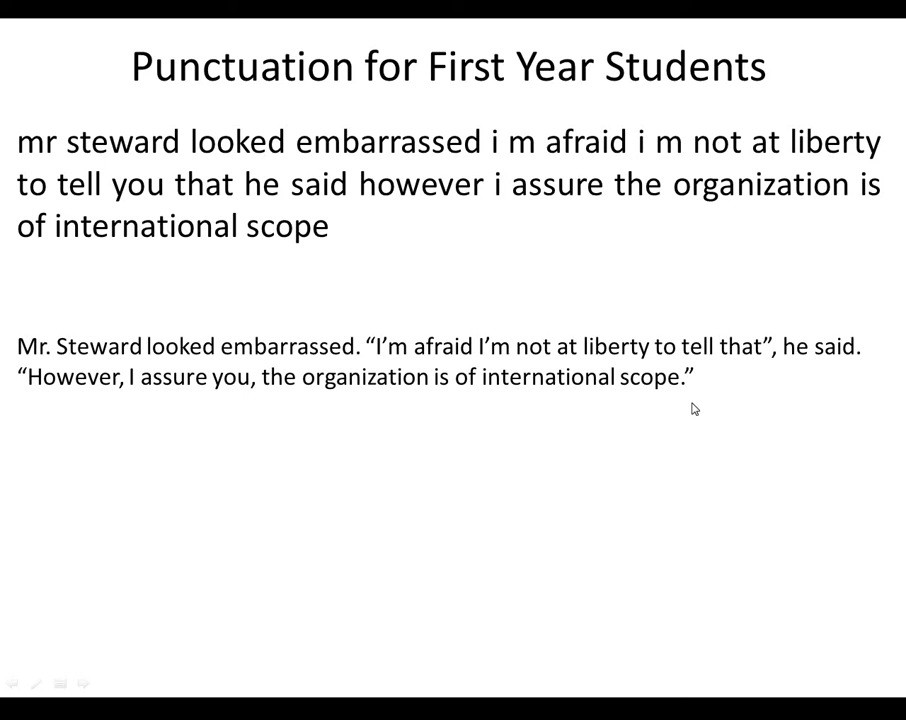 Punctuation for First Year Students
mr steward looked embarrassed i m afraid i m not at liberty
to tell you that he said however i assure the organization is
of international scope
Mr. Steward looked embarrassed. “I’m afraid I’m not at liberty to tell that”, he said.
“However, I assure you, the organization is of international scope.”